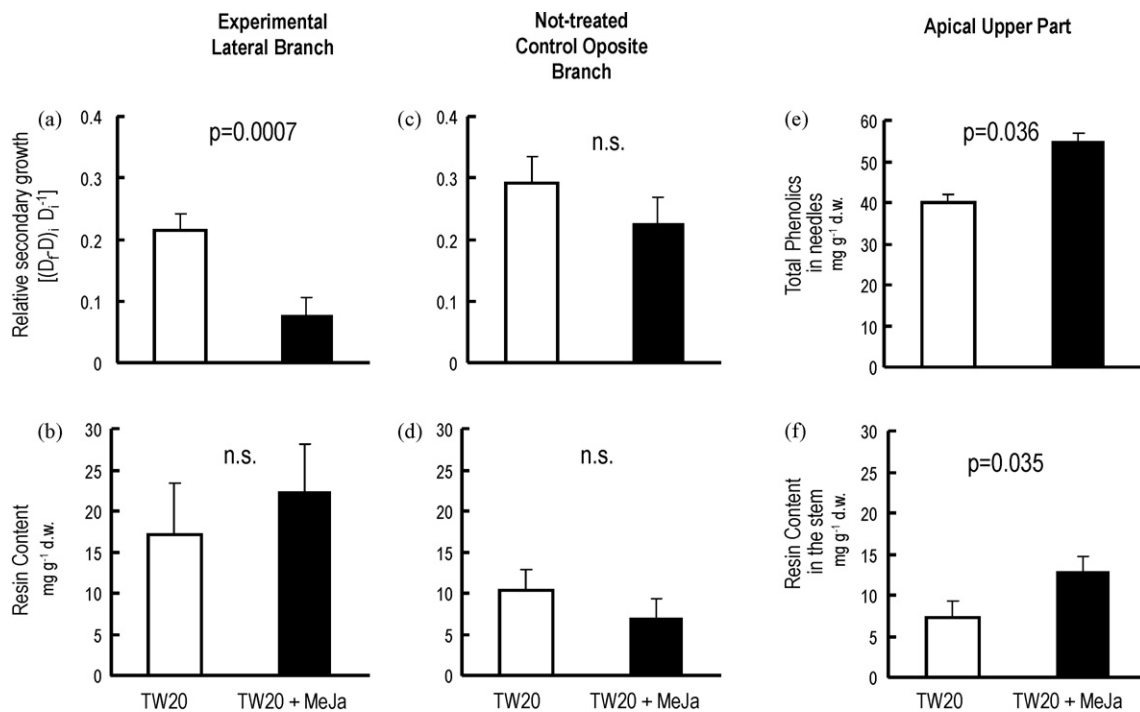 Experimental
Lateral Branch
Not-treated
Control Oposite
Branch
Apical Upper Part
(a)
p=0.0007
Relative secondary growth
[(Df-D)i Di-1]
0.4
0.3
0.2
0.1
0
(c)
n.s.
0.4
0.3
0.2
0.1
0
(e)
p=0.036
Total Phenolics
in needles
mg g-1 d.w.
60
50
40
30
20
10
0
(b)
n.s.
Resin Content
mg g-1 d.w.
30
25
20
15
10
5
0
TW20 TW20 + MeJa
(d)
n.s.
30
25
20
15
10
5
0
TW20 TW20 + MeJa
(f)
p=0.035
Resin Content
in the stem
mg g-1 d.w.
30
25
20
15
10
5
0
TW20 TW20 + MeJa